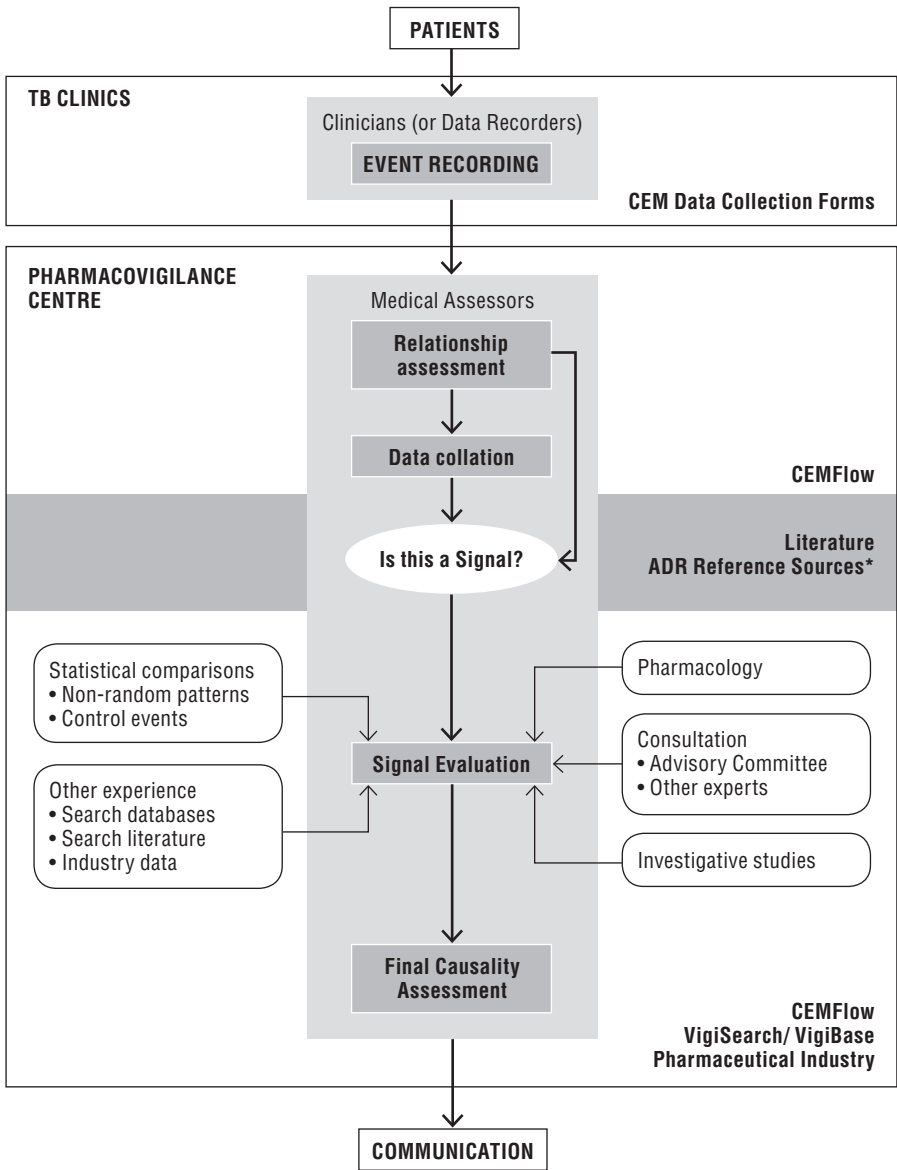 PATIENTS
TB CLINICS
Clinicians (or Data Recorders)
EVENT RECORDING
CEM Data Collection Forms
PHARMACOVIGILANCE
CENTRE
Medical Assessors
Relationship
assessment
Data collation
CEMFlow
Is this a Signal?
Literature
ADR Reference Sources*
Statistical comparisons
• Non-random patterns
• Control events
Other experience
• Search databases
• Search literature
• Industry data
Signal Evaluation
Pharmacology
Consultation
• Advisory Committee
• Other experts
Investigative studies
Final Causality
Assessment
CEMFlow
VigiSearch/ VigiBase
Pharmaceutical Industry
COMMUNICATION